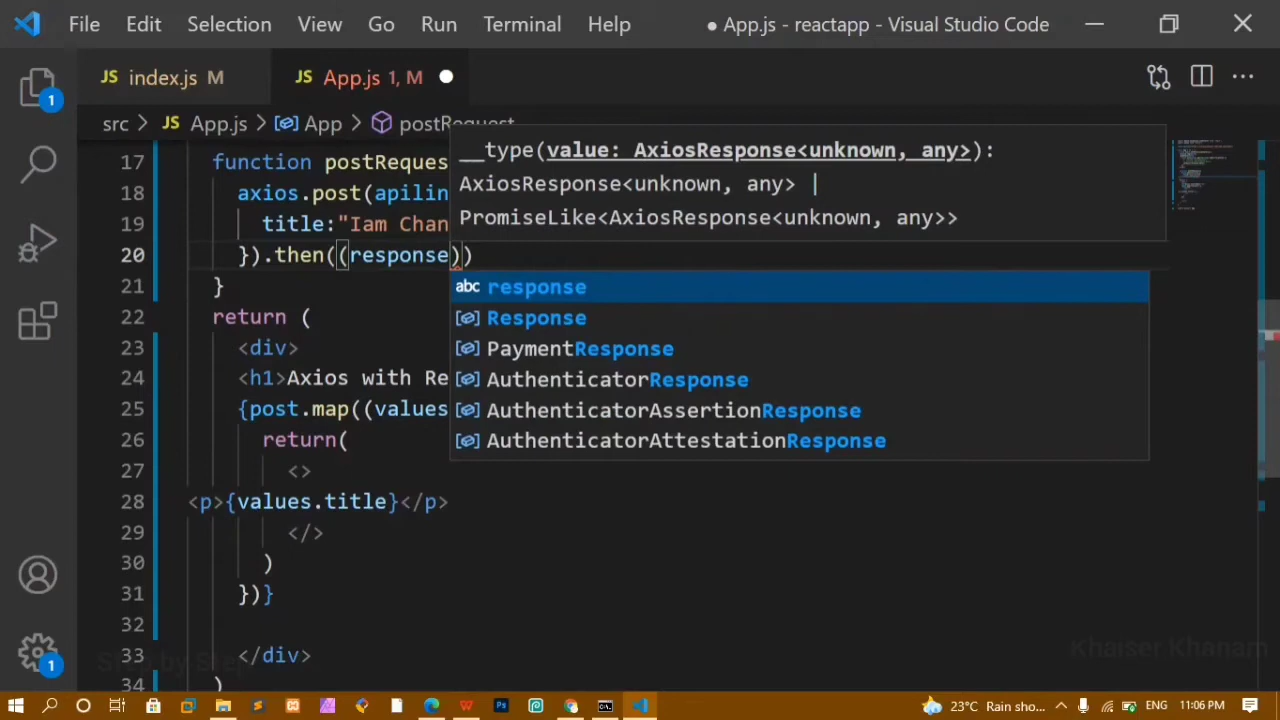 File Edit Selection View Go Run Terminal Help ● App.js - reactapp - Visual Studio Code
JS index.js M JS App.js 1, M
src > JS App.js > App > postRequest
17 function postReques
18 axios.post(apilin
19 title:"Iam Chan
20 }).then((response))
21 }
22 return (
23 <div>
24 <h1>Axios with Re
25 {post.map((values
26 return(
27 <>
28 <p>{values.title}</p>
29 </>
30 )
31 })}
32
33 </div>
34 )
__type(value: AxiosResponse<unknown, any>):
AxiosResponse<unknown, any> |
PromiseLike<AxiosResponse<unknown, any>>
abc response
Response
PaymentResponse
AuthenticatorResponse
AuthenticatorAssertionResponse
AuthenticatorAttestationResponse
1
1
Step by Step
Khaiser Khanam
23°C Rain sho... ENG 11:06 PM